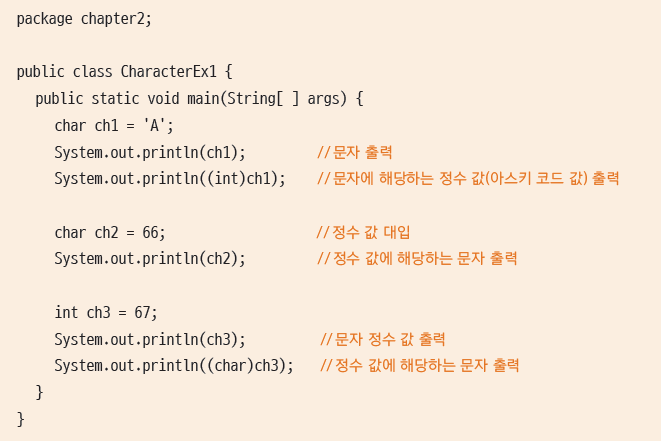 package chapter2;
public class CharacterEx1 {
public static void main(String[ ] args) {
char ch1 = 'A';
System.out.println(ch1); //문자 출력
System.out.println((int)ch1); //문자에 해당하는 정수 값(아스키 코드 값) 출력
char ch2 = 66; //정수 값 대입
System.out.println(ch2); //정수 값에 해당하는 문자 출력
int ch3 = 67;
System.out.println(ch3); //문자 정수 값 출력
System.out.println((char)ch3); //정수 값에 해당하는 문자 출력
}
}